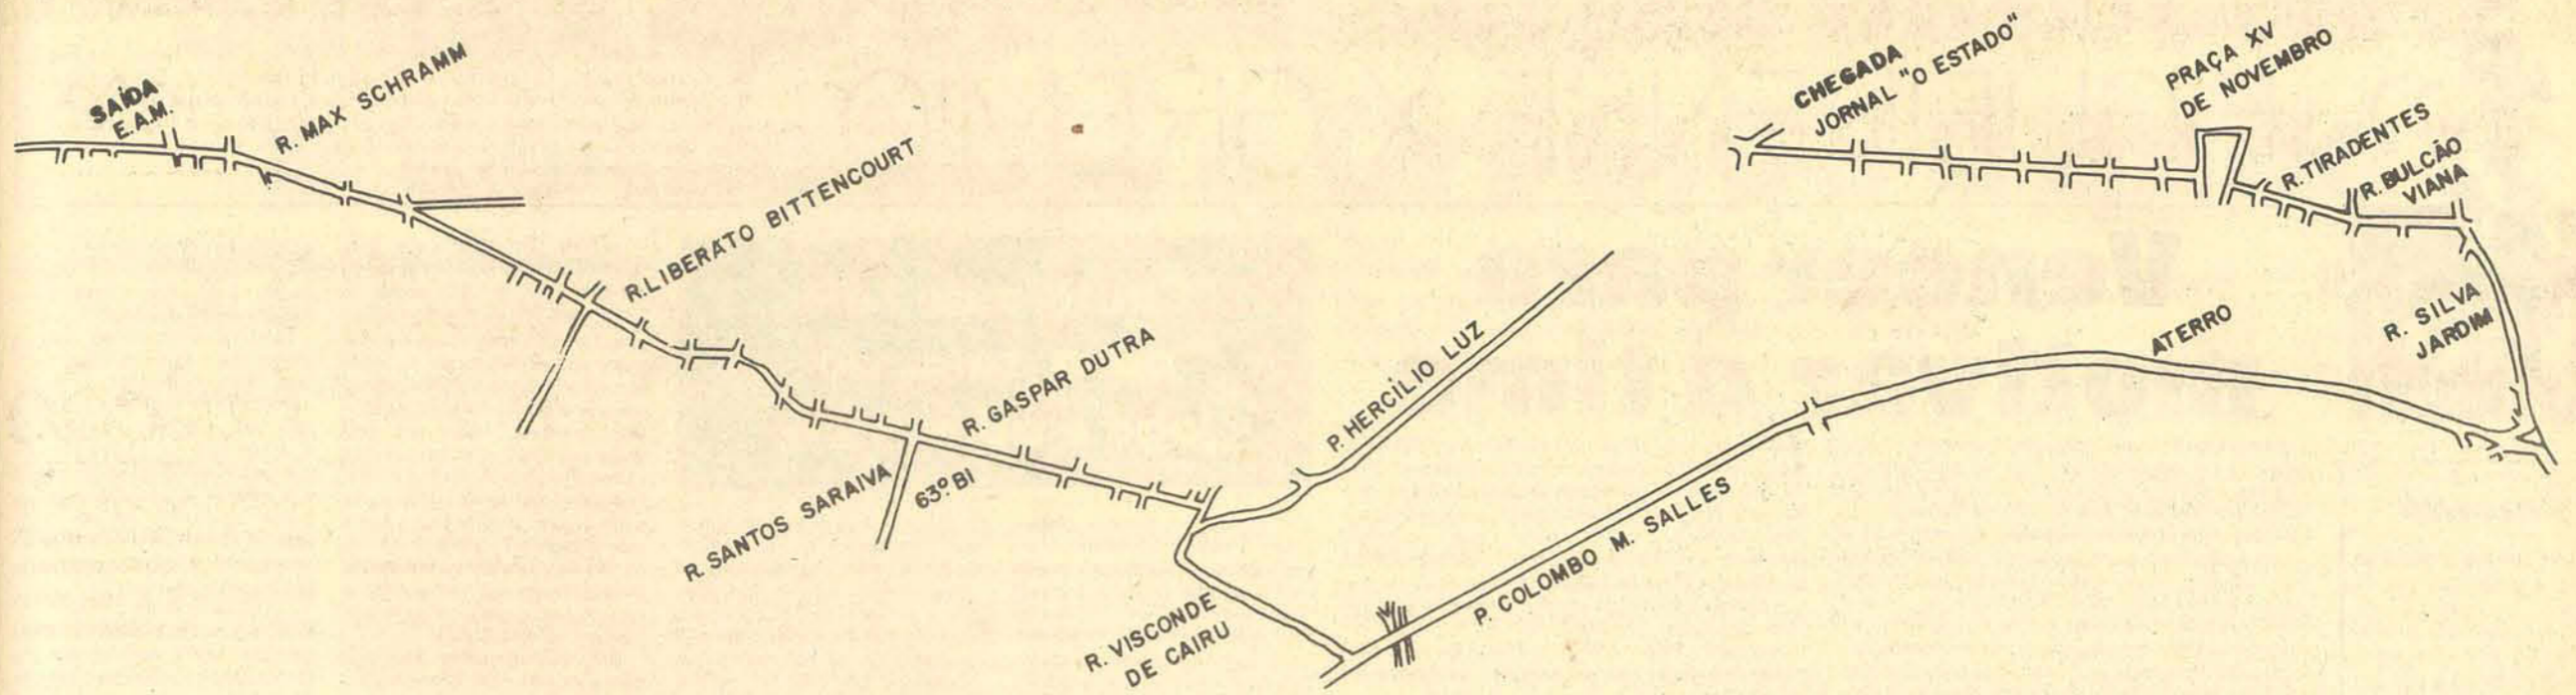 SAÍDA
E.A.M.
R. MAX SCHRAMM
R. LIBERATO BITTENCOURT
R. SANTOS SARAIVA
63º BI
R. GASPAR DUTRA
R. VISCONDE
DE CAIRU
P. HERCÍLIO LUZ
P. COLOMBO M. SALLES
ATERRO
R. SILVA
JARDIM
R. BULCÃO
VIANA
R. TIRADENTES
PRAÇA XV
DE NOVEMBRO
CHEGADA
JORNAL "O ESTADO"